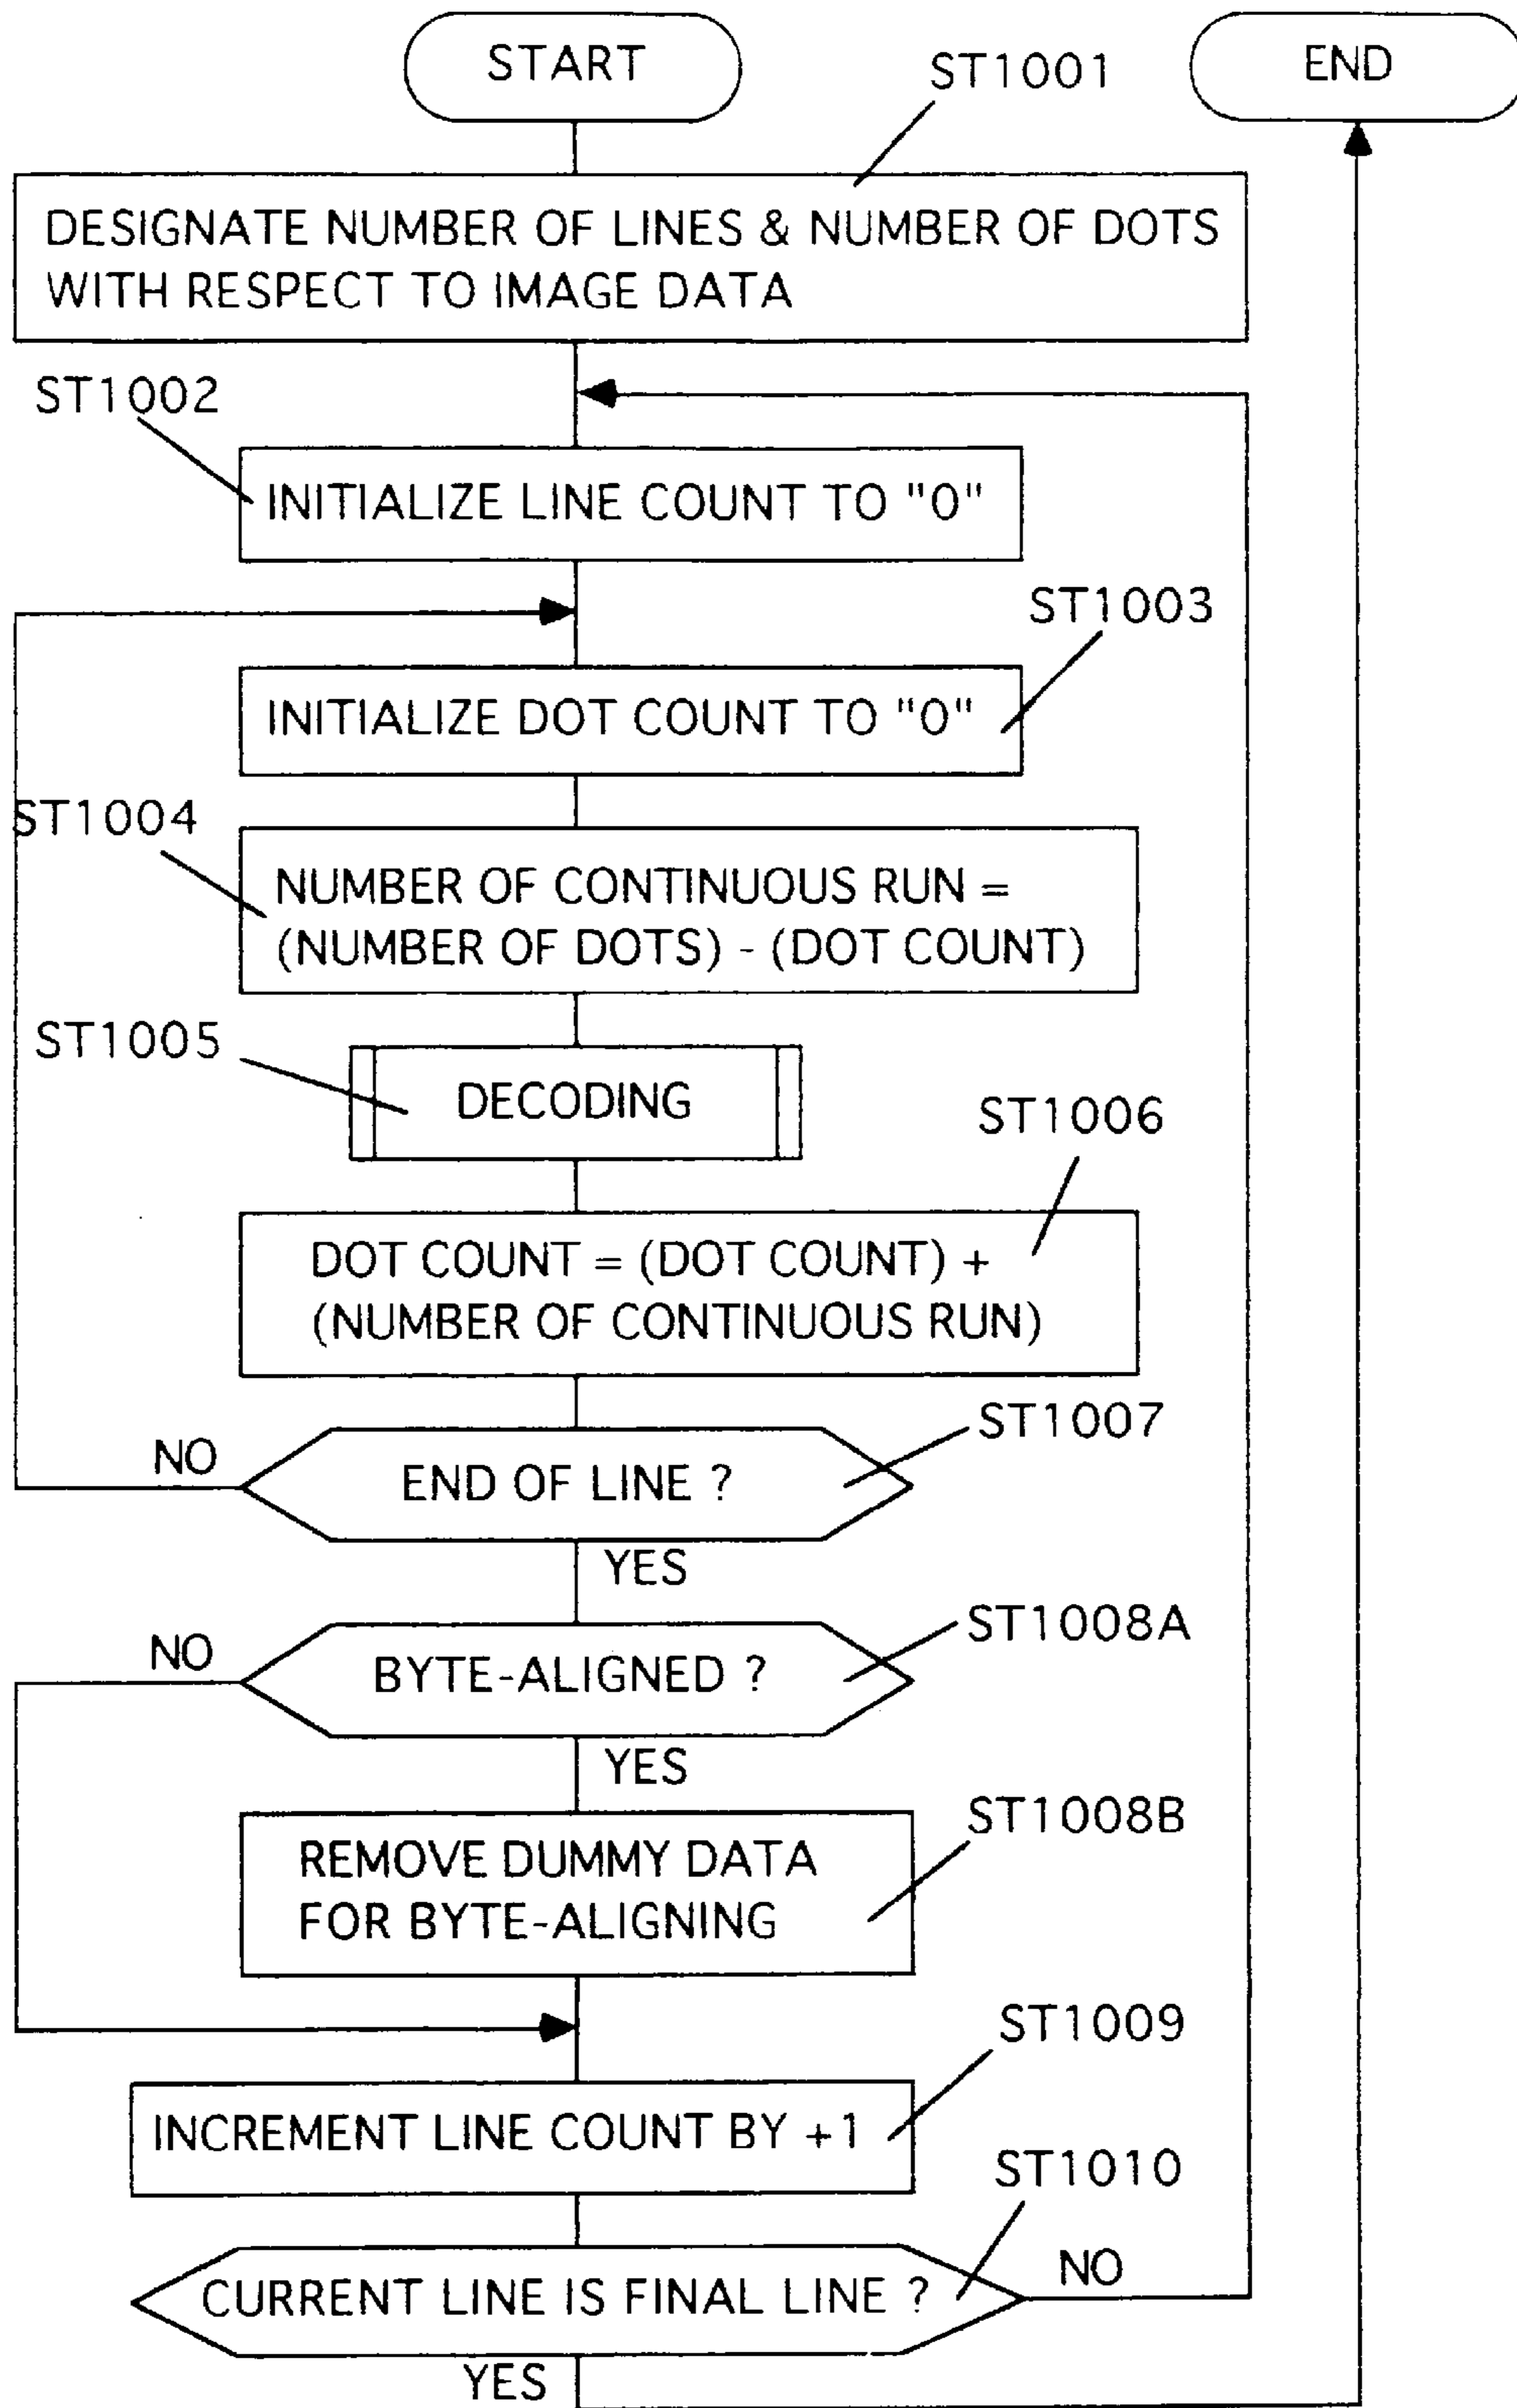 START
END
ST1001
DESIGNATE NUMBER OF LINES & NUMBER OF DOTS
WITH RESPECT TO IMAGE DATA
ST1002
INITIALIZE LINE COUNT TO "0"
ST1003
INITIALIZE DOT COUNT TO "0"
ST1004
NUMBER OF CONTINUOUS RUN =
(NUMBER OF DOTS) - (DOT COUNT)
ST1005
DECODING
ST1006
DOT COUNT = (DOT COUNT) +
(NUMBER OF CONTINUOUS RUN)
ST1007
NO
END OF LINE ?
YES
ST1008A
NO
BYTE-ALIGNED ?
YES
ST1008B
REMOVE DUMMY DATA
FOR BYTE-ALIGNING
ST1009
INCREMENT LINE COUNT BY +1
ST1010
CURRENT LINE IS FINAL LINE ?
NO
YES